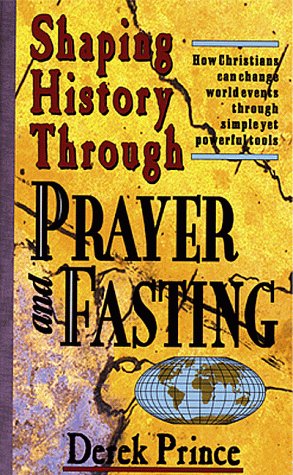 Shaping
History
Through
How Christians
can change
world events
through
simple yet
powerful tools
PRAYER
and
FASTING
Derek Prince